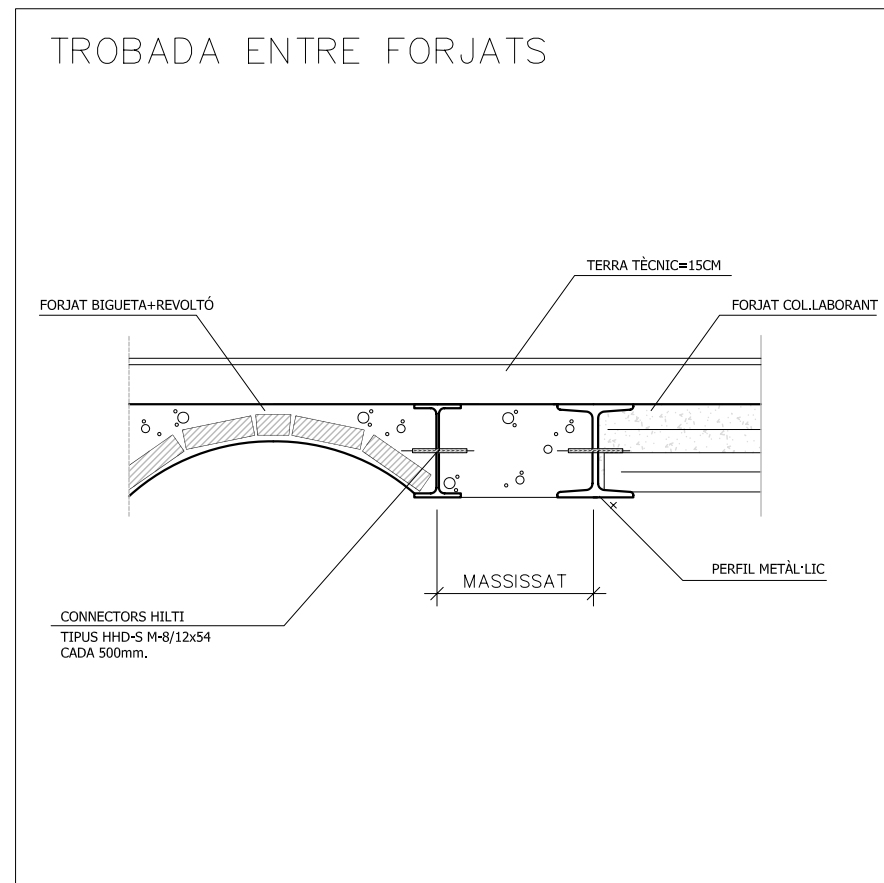 TROBADA ENTRE FORJATS
TERRA TÈCNIC=15CM
FORJAT BIGUETA+REVOLTÓ
FORJAT COL.LABORANT
MASSISSAT
PERFIL METÀL·LIC
CONNECTORS HILTI
TIPUS HHD-S M-8/12x54
CADA 500mm.